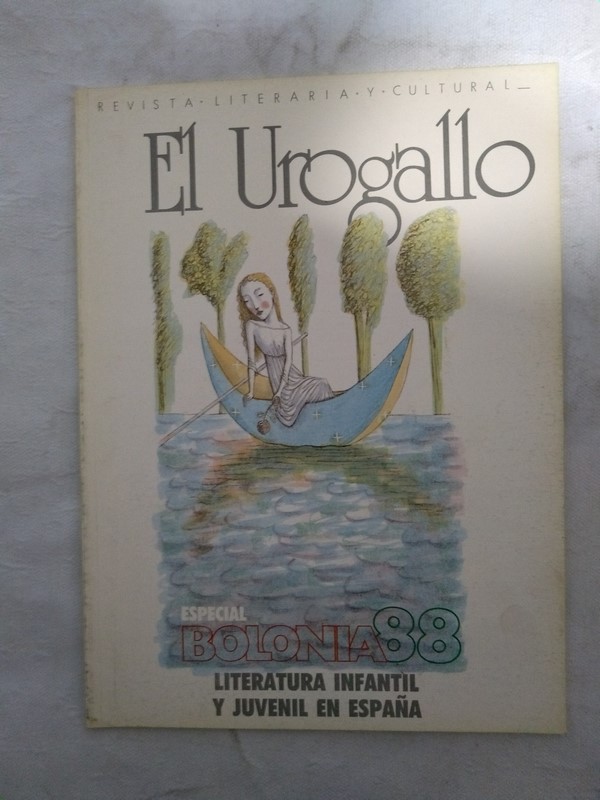 REVISTA·LITERARIA·Y·CULTURAL
El Urogallo
ESPECIAL
BOLONIA88
LITERATURA INFANTIL
Y JUVENIL EN ESPAÑA